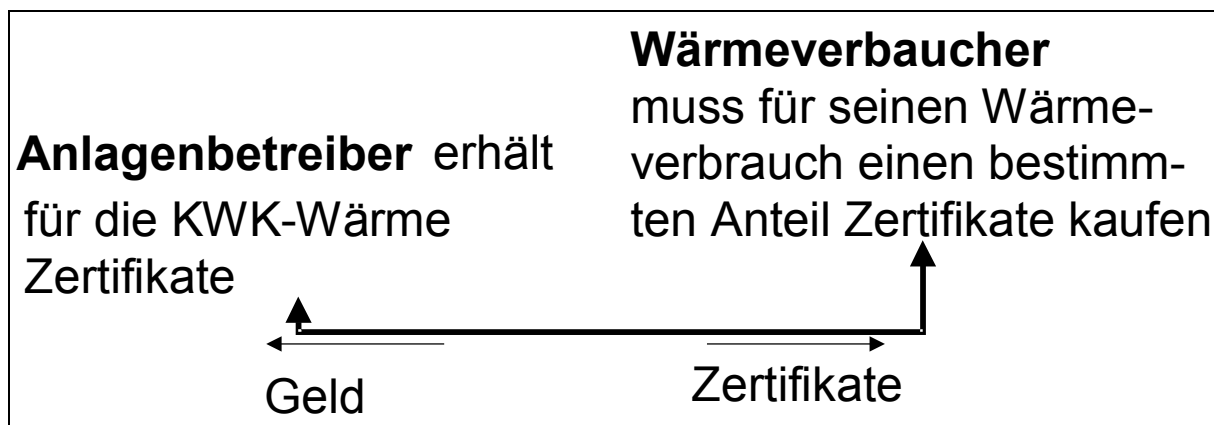 Anlagenbetreiber erhält
für die KWK-Wärme
Zertifikate
Wärmeverbaucher
muss für seinen Wärme-
verbrauch einen bestimm-
ten Anteil Zertifikate kaufen
Geld
Zertifikate